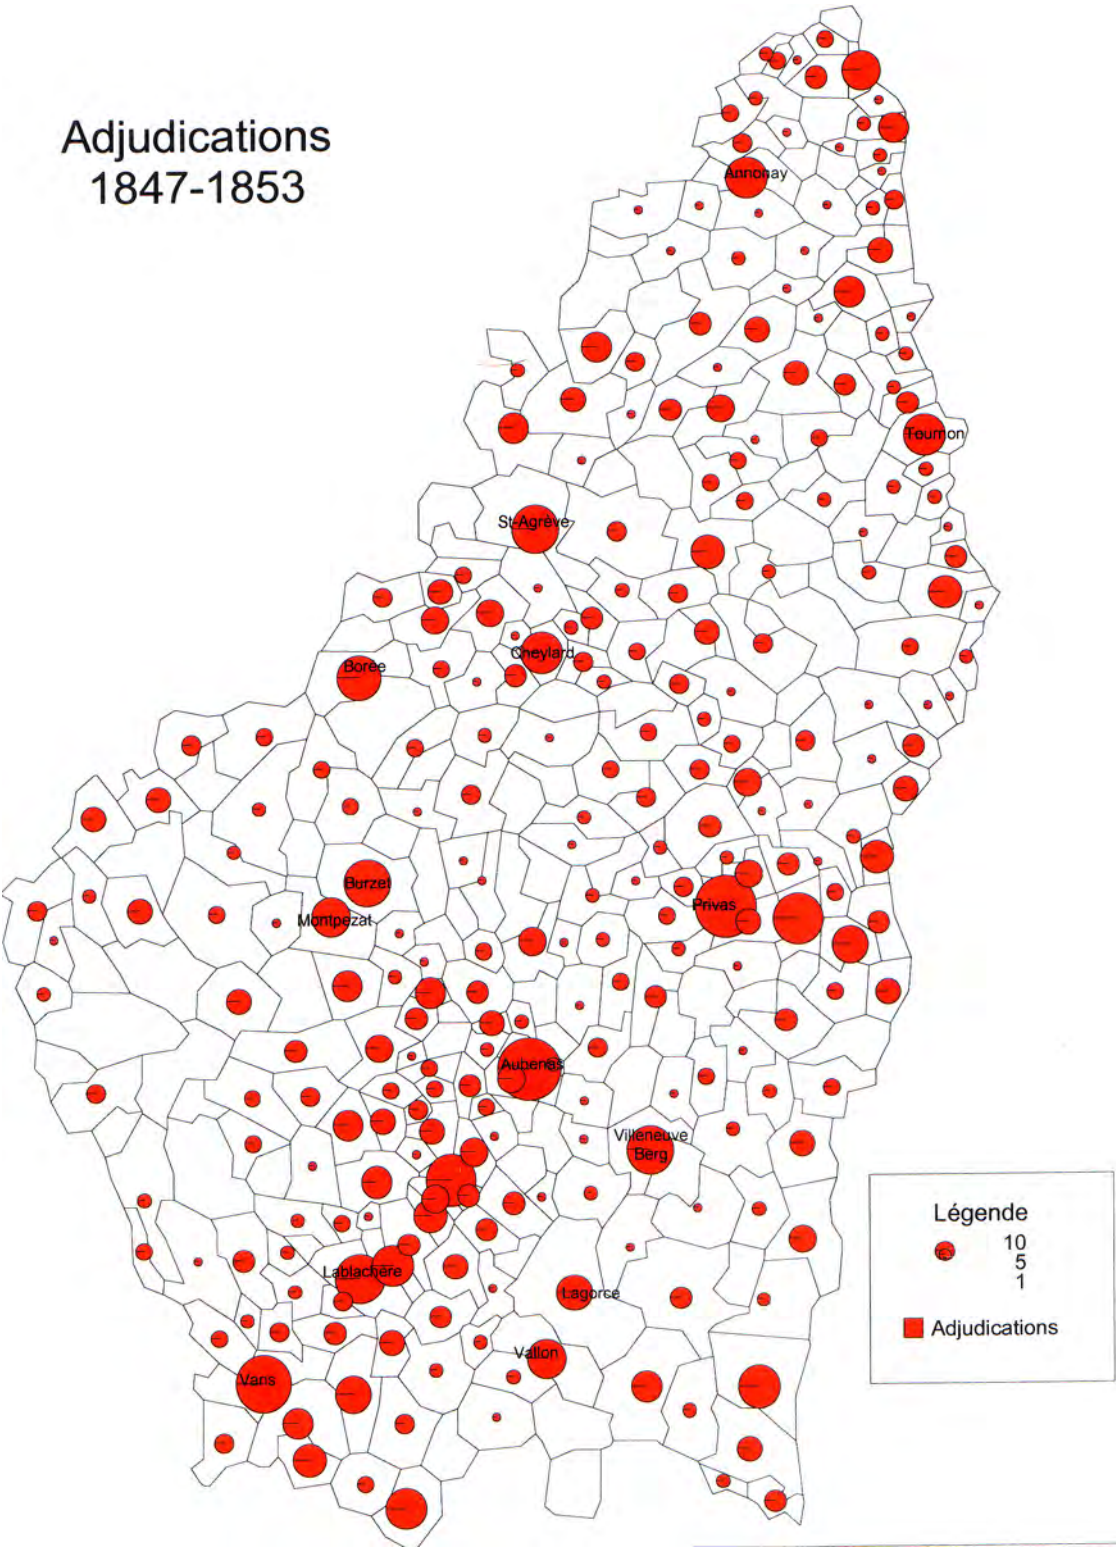 Adjudications
1847-1853
Annonay
Tournon
St-Agrève
Cheylard
Borée
Burzet
Montpezat
Privas
Aubenas
Villeneuve
Berg
Lablachère
Lagorce
Vallon
Vans
Légende
10
5
1
Adjudications